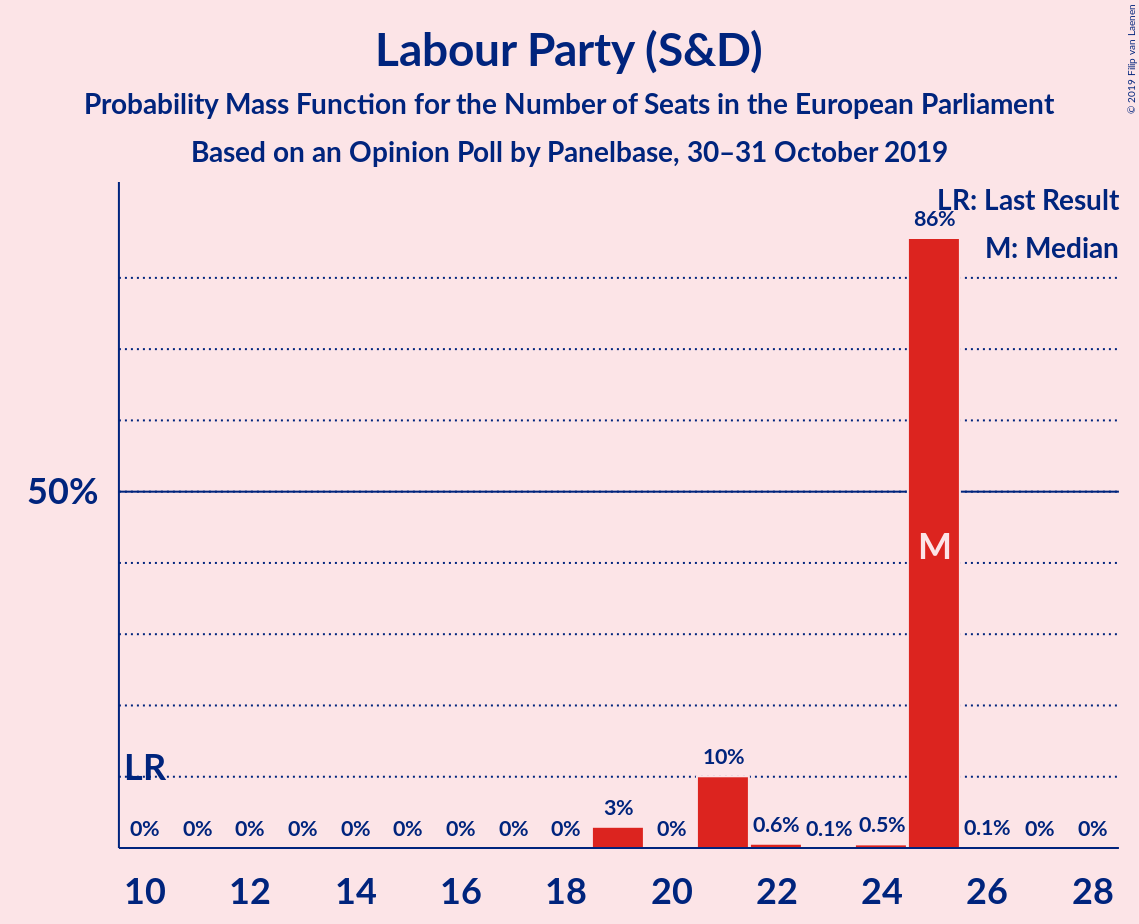 Labour Party (S&D)
Probability Mass Function for the Number of Seats in the European Parliament
Based on an Opinion Poll by Panelbase, 30–31 October 2019
© 2019 Filip van Laenen
LR: Last Result
M: Median
86%
50%
M
LR
10%
3%
0% 0% 0% 0% 0% 0% 0% 0% 0% 0% 0.6% 0.1% 0.5% 0.1% 0% 0%
10 12 14 16 18 20 22 24 26 28